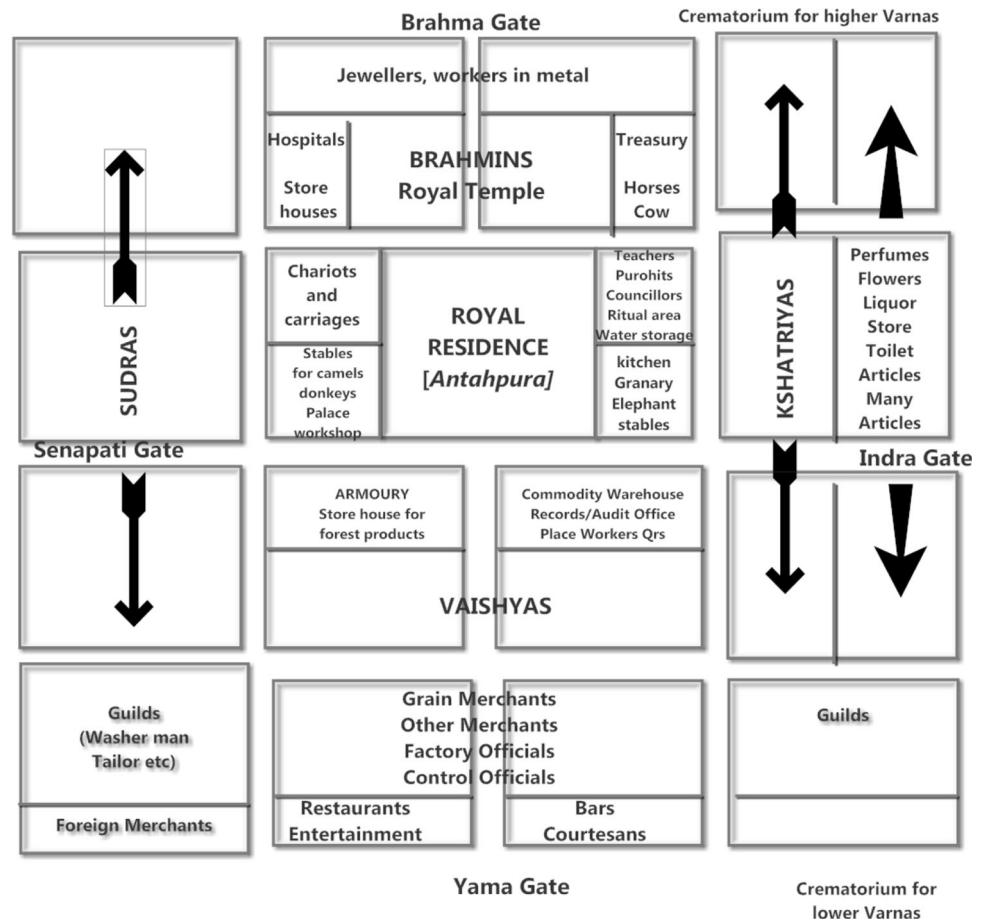 Brahma Gate
Crematorium for higher Varnas
Jewellers, workers in metal
Hospitals
Store
houses
BRAHMINS
Royal Temple
Treasury
Horses
Cow
SUDRAS
Chariots
and
carriages
Stables
for camels
donkeys
Palace
workshop
ROYAL
RESIDENCE
[Antahpura]
Teachers
Purohits
Councillors
Ritual area
Water storage
kitchen
Granary
Elephant
stables
KSHATRIYAS
Perfumes
Flowers
Liquor
Store
Toilet
Articles
Many
Articles
Senapati Gate
Indra Gate
ARMOURY
Store house for
forest products
Commodity Warehouse
Records/Audit Office
Place Workers Qrs
VAISHYAS
Guilds
(Washer man
Tailor etc)
Foreign Merchants
Grain Merchants
Other Merchants
Factory Officials
Control Officials
Restaurants
Entertainment
Bars
Courtesans
Guilds
Yama Gate
Crematorium for
lower Varnas